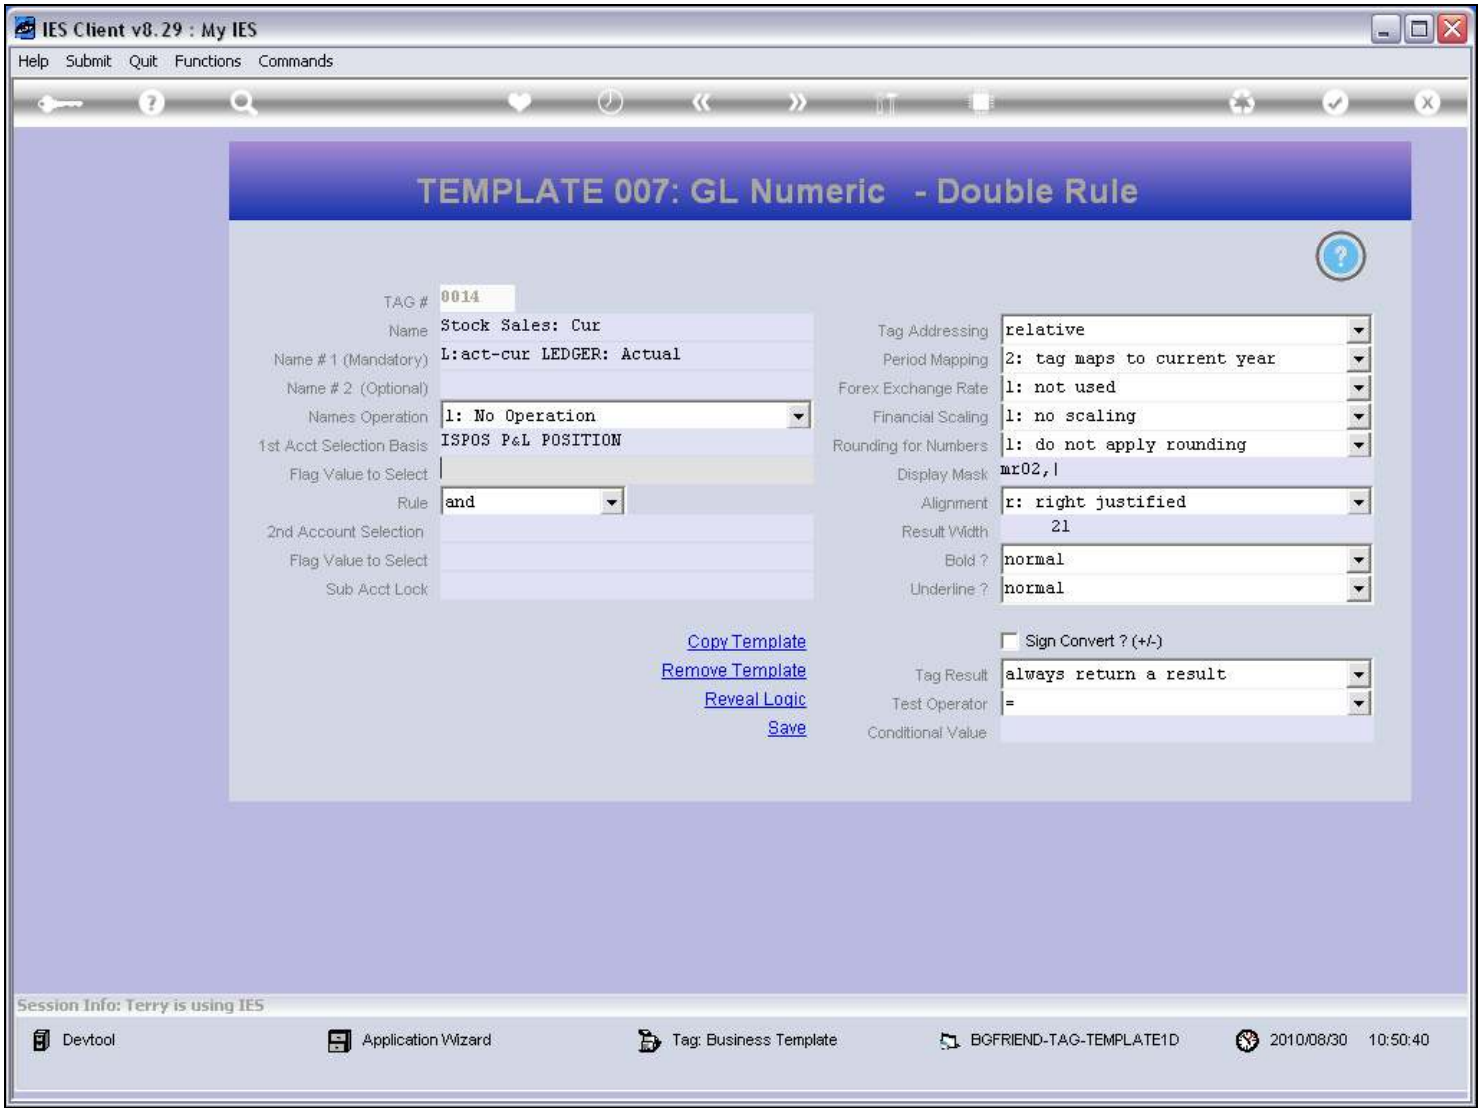 IES Client v8.29 : My IES
Help Submit Quit Functions Commands
TEMPLATE 007: GL Numeric - Double Rule
TAG # 0014
Name Stock Sales: Cur
Name # 1 (Mandatory) L:act-cur LEDGER: Actual
Name # 2 (Optional)
Names Operation 1: No Operation
1st Acct Selection Basis ISPOS P&L POSITION
Flag Value to Select
Rule and
2nd Account Selection
Flag Value to Select
Sub Acct Lock
Copy Template
Remove Template
Reveal Logic
Save
Tag Addressing relative
Period Mapping 2: tag maps to current year
Forex Exchange Rate 1: not used
Financial Scaling 1: no scaling
Rounding for Numbers 1: do not apply rounding
Display Mask mr02,|
Alignment r: right justified
Result Width 21
Bold ? normal
Underline ? normal
Sign Convert ? (+/-)
Tag Result always return a result
Test Operator =
Conditional Value
Session Info: Terry is using IES
Devtool Application Wizard Tag: Business Template BGFRIEND-TAG-TEMPLATE1D 2010/08/30 10:50:40